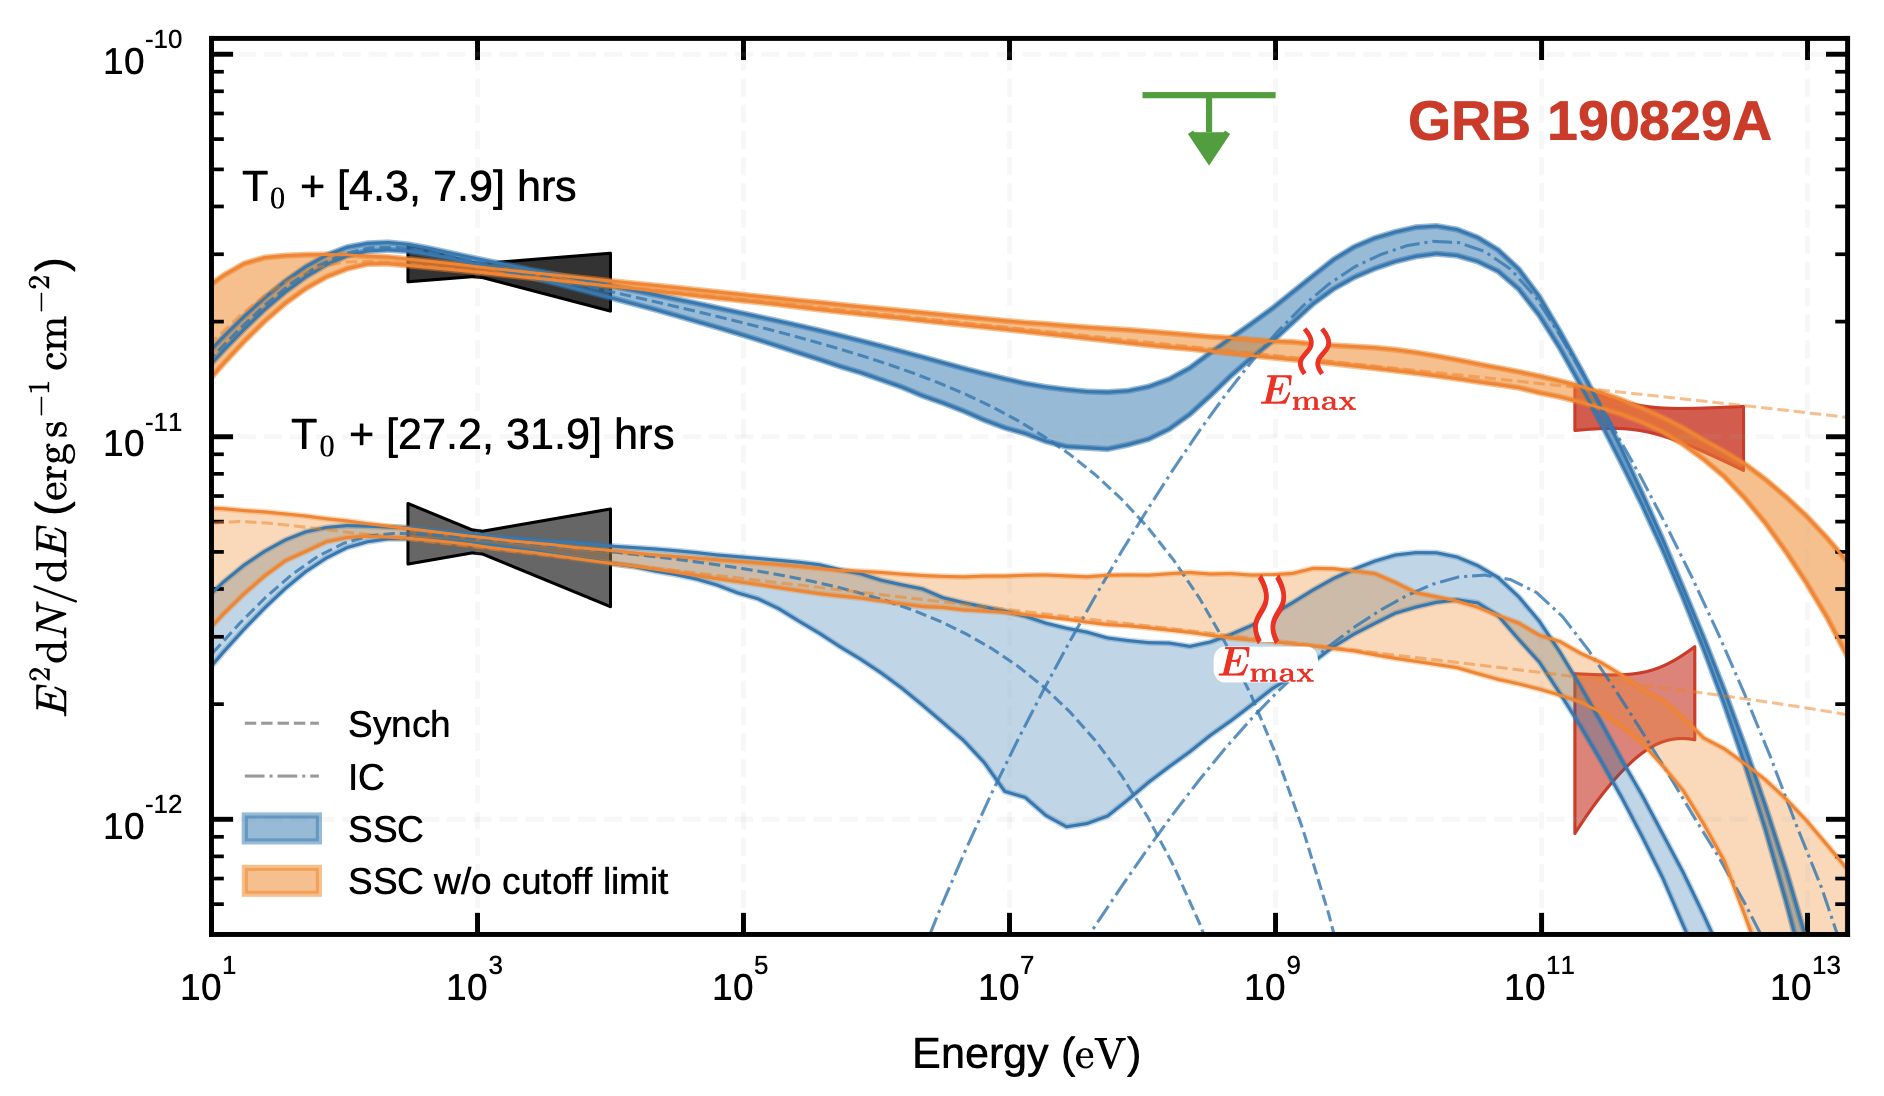 10^-10
GRB 190829A
T₀ + [4.3, 7.9] hrs
E_max
T₀ + [27.2, 31.9] hrs
10^-11
E_max
E² dN/dE (erg s⁻¹ cm⁻²)
Synch
IC
10^-12
SSC
SSC w/o cutoff limit
10^1 10^3 10^5 10^7 10^9 10^11 10^13
Energy (eV)